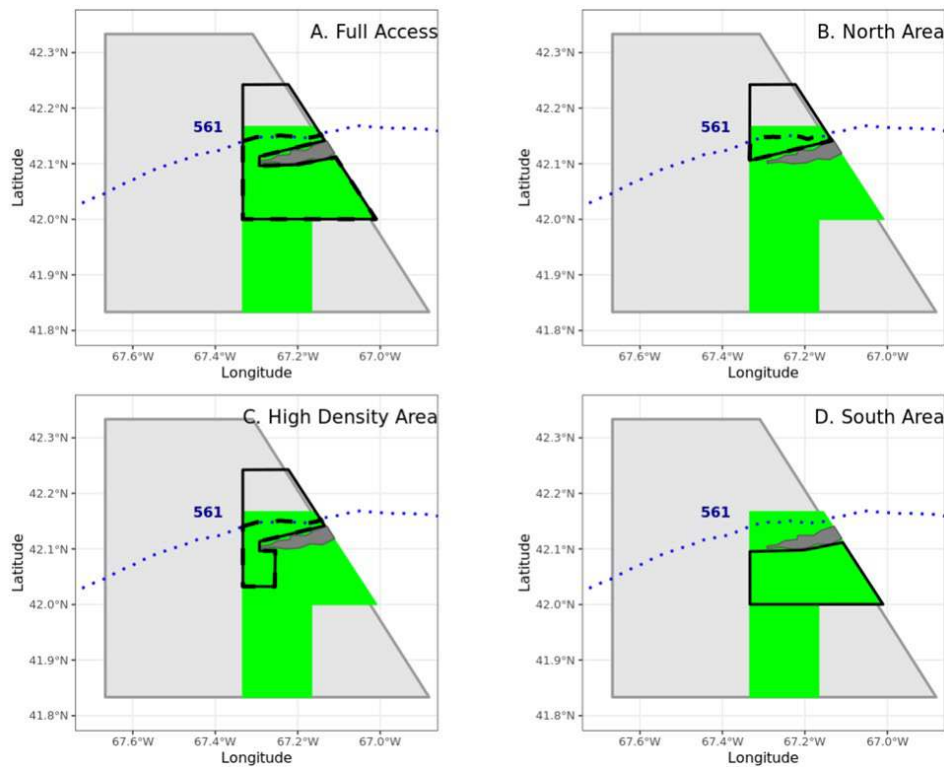 A. Full Access
42.3°N
42.2°N
42.1°N
42.0°N
41.9°N
41.8°N
Latitude
561
67.6°W 67.4°W 67.2°W 67.0°W
Longitude
B. North Area
42.3°N
42.2°N
42.1°N
42.0°N
41.9°N
41.8°N
Latitude
561
67.6°W 67.4°W 67.2°W 67.0°W
Longitude
C. High Density Area
42.3°N
42.2°N
42.1°N
42.0°N
41.9°N
41.8°N
Latitude
561
67.6°W 67.4°W 67.2°W 67.0°W
Longitude
D. South Area
42.3°N
42.2°N
42.1°N
42.0°N
41.9°N
41.8°N
Latitude
561
67.6°W 67.4°W 67.2°W 67.0°W
Longitude